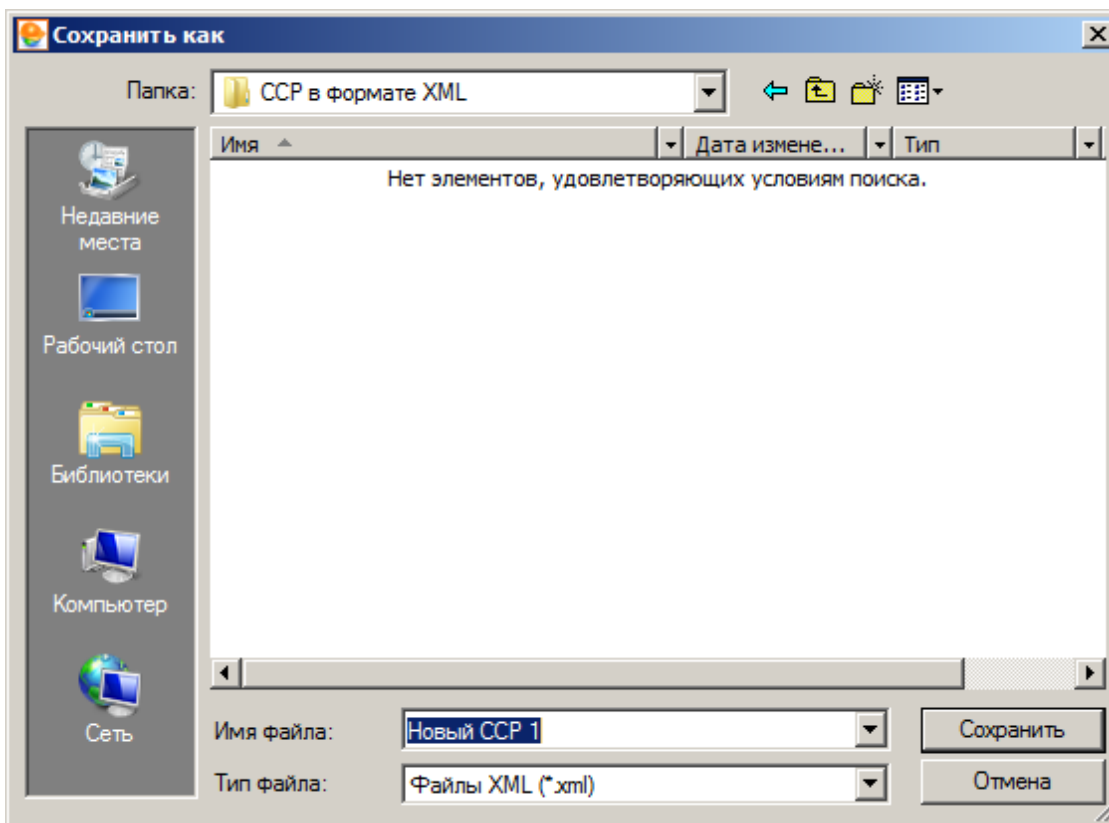 Сохранить как
Папка: ССР в формате XML
Имя Дата измене... Тип
Нет элементов, удовлетворяющих условиям поиска.
Недавние
места
Рабочий стол
Библиотеки
Компьютер
Сеть
Имя файла: Новый ССР 1 Сохранить
Тип файла: Файлы XML (*.xml) Отмена